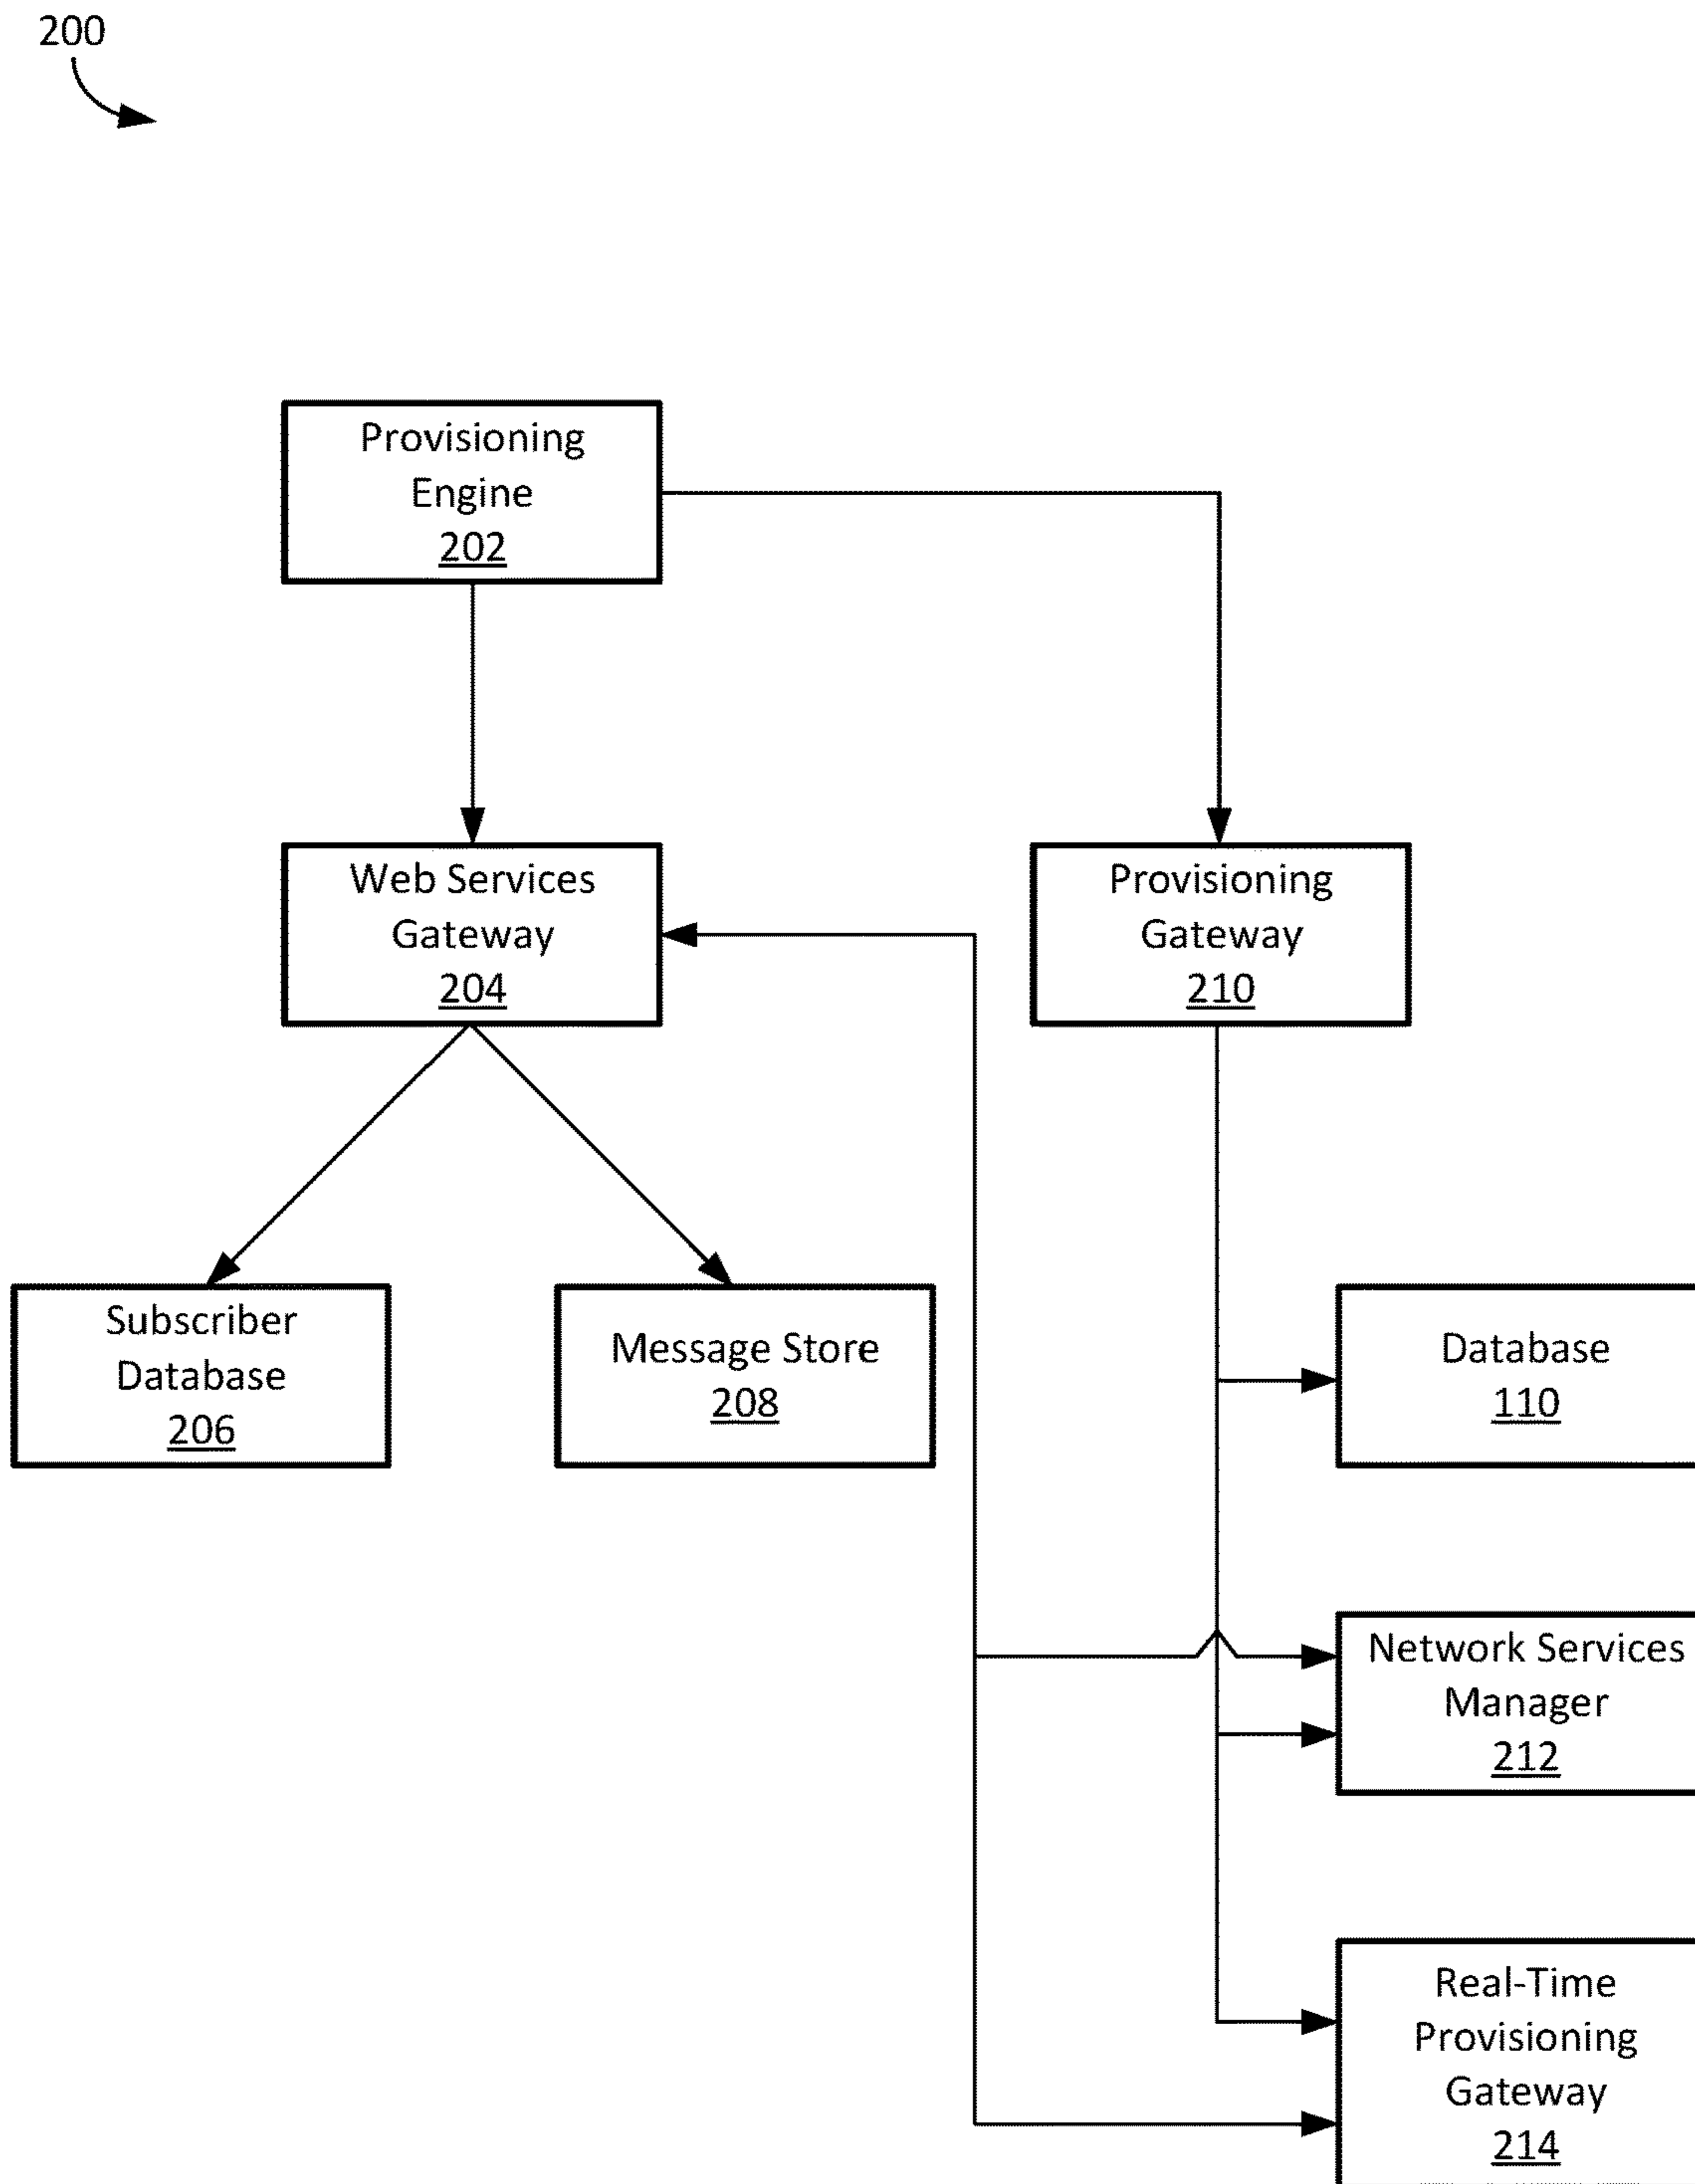 200
Provisioning
Engine
202
Web Services
Gateway
204
Provisioning
Gateway
210
Subscriber
Database
206
Message Store
208
Database
110
Network Services
Manager
212
Real-Time
Provisioning
Gateway
214